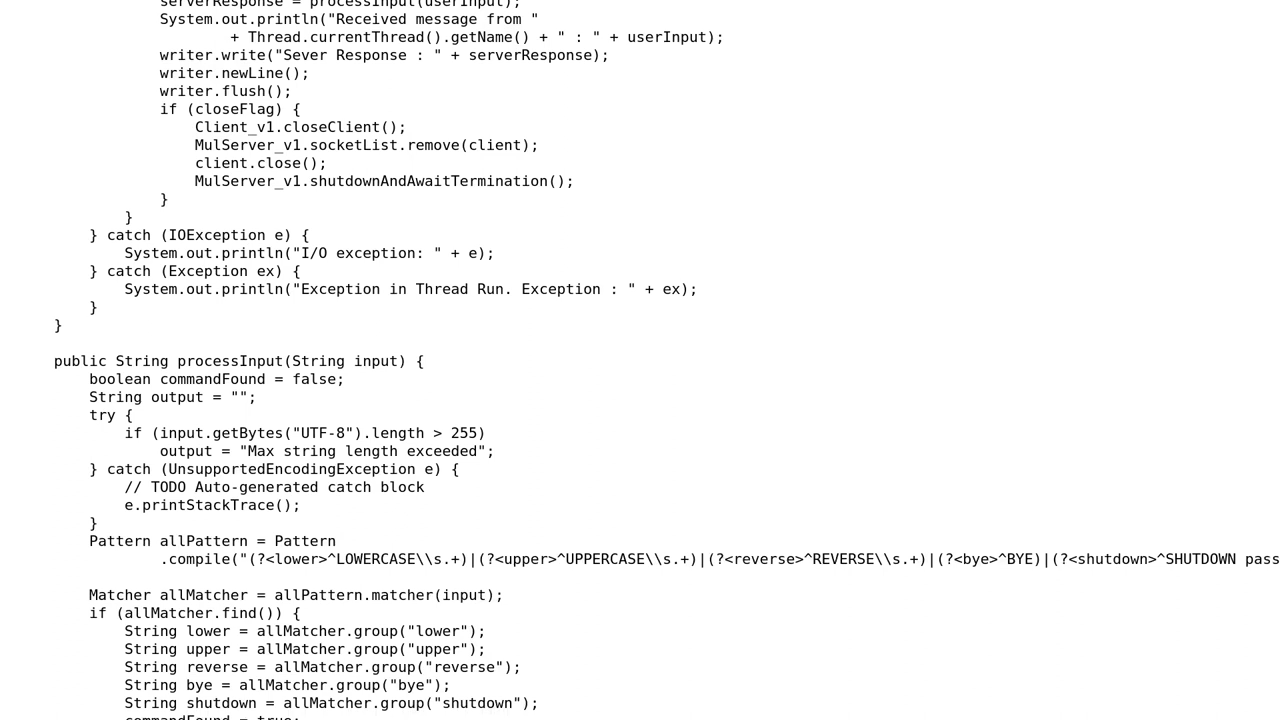 serverResponse = processInput(userInput);
                    System.out.println("Received message from "
                            + Thread.currentThread().getName() + " : " + userInput);
                    writer.write("Sever Response : " + serverResponse);
                    writer.newLine();
                    writer.flush();
                    if (closeFlag) {
                        Client_v1.closeClient();
                        MulServer_v1.socketList.remove(client);
                        client.close();
                        MulServer_v1.shutdownAndAwaitTermination();
                    }
                }
            } catch (IOException e) {
                System.out.println("I/O exception: " + e);
            } catch (Exception ex) {
                System.out.println("Exception in Thread Run. Exception : " + ex);
            }
        }

        public String processInput(String input) {
            boolean commandFound = false;
            String output = "";
            try {
                if (input.getBytes("UTF-8").length > 255)
                    output = "Max string length exceeded";
            } catch (UnsupportedEncodingException e) {
                // TODO Auto-generated catch block
                e.printStackTrace();
            }
            Pattern allPattern = Pattern
                    .compile("(?<lower>^LOWERCASE\\s.+)|(?<upper>^UPPERCASE\\s.+)|(?<reverse>^REVERSE\\s.+)|(?<bye>^BYE)|(?<shutdown>^SHUTDOWN pass

            Matcher allMatcher = allPattern.matcher(input);
            if (allMatcher.find()) {
                String lower = allMatcher.group("lower");
                String upper = allMatcher.group("upper");
                String reverse = allMatcher.group("reverse");
                String bye = allMatcher.group("bye");
                String shutdown = allMatcher.group("shutdown");
                commandFound = true;